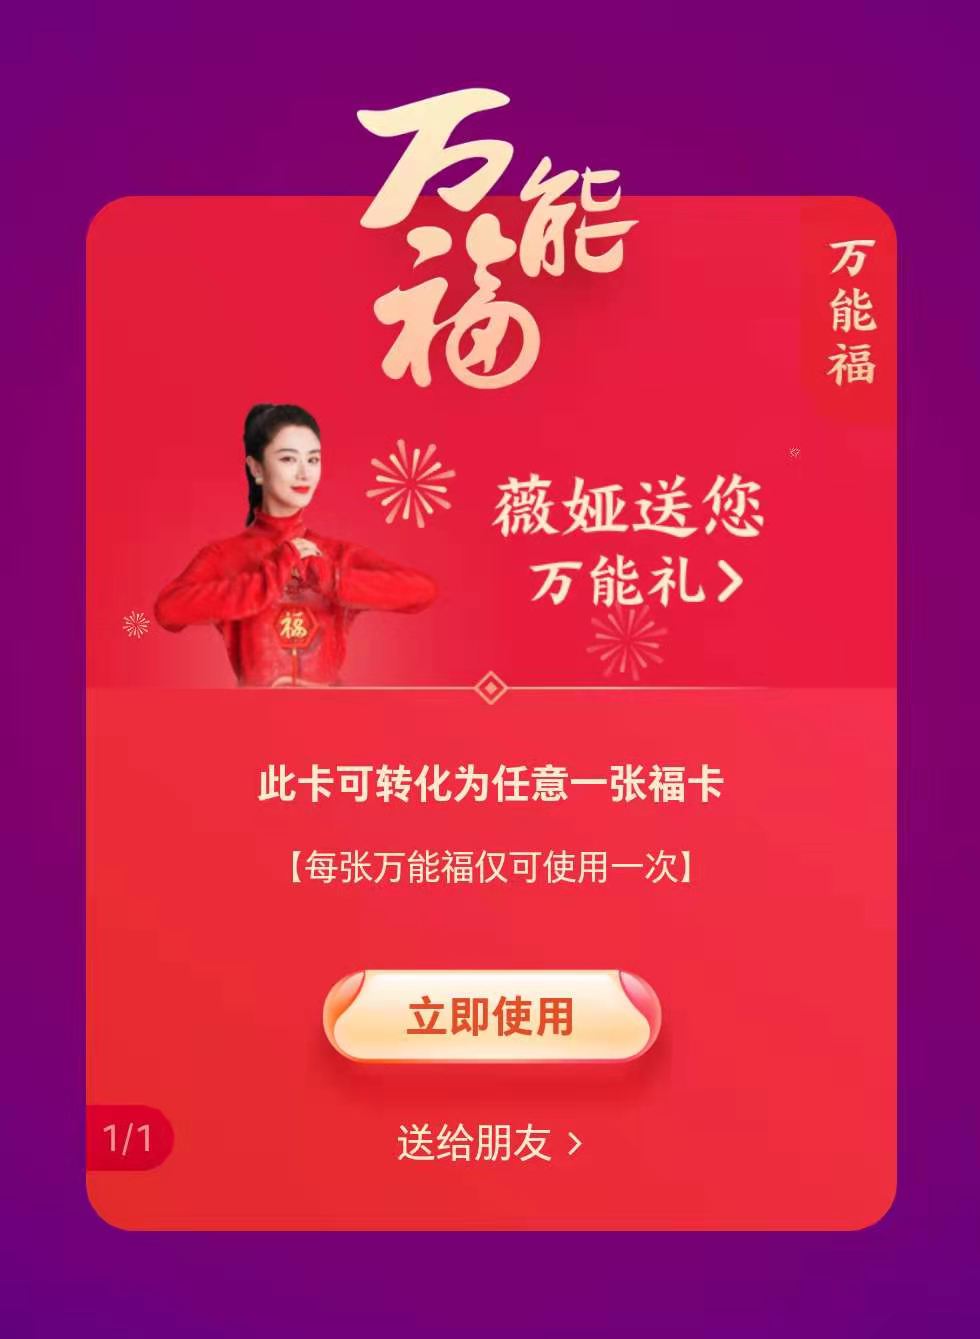 万能福
万能福
薇娅送您
万能礼>
福
此卡可转化为任意一张福卡
【每张万能福仅可使用一次】
立即使用
1/1
送给朋友 >